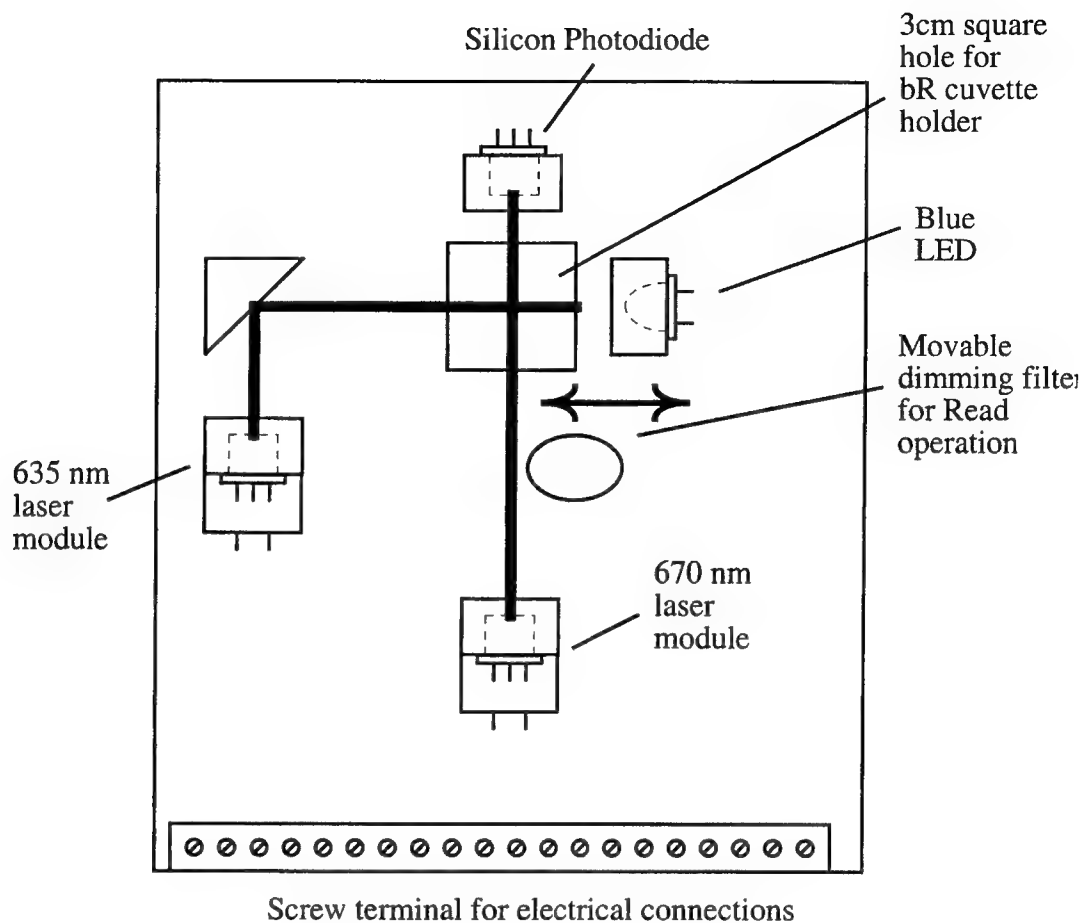 Silicon Photodiode
3cm square
hole for
bR cuvette
holder
Blue
LED
Movable
dimming filter
for Read
operation
635 nm
laser
module
670 nm
laser
module
Screw terminal for electrical connections